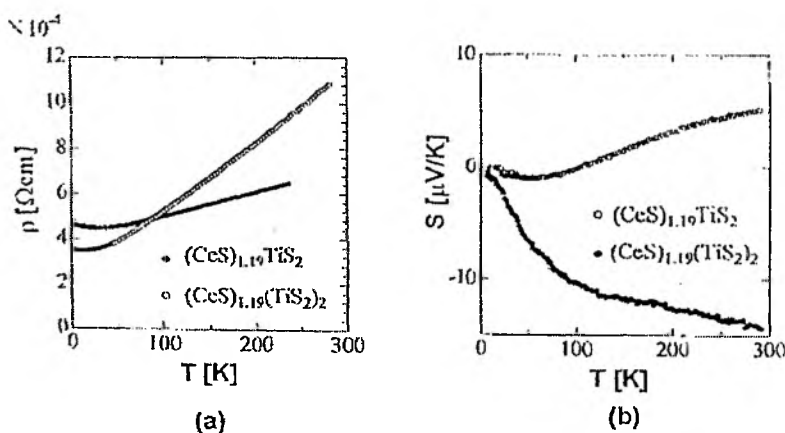 × 10⁻⁴
12
10
8
6
4
2
0
ρ [Ωcm]
• (CeS)₁.₁₉TiS₂
○ (CeS)₁.₁₉(TiS₂)₂
0 100 200 300
T [K]
(a)
10
0
-10
S [μV/K]
○ (CeS)₁.₁₉TiS₂
• (CeS)₁.₁₉(TiS₂)₂
0 100 200 300
T [K]
(b)